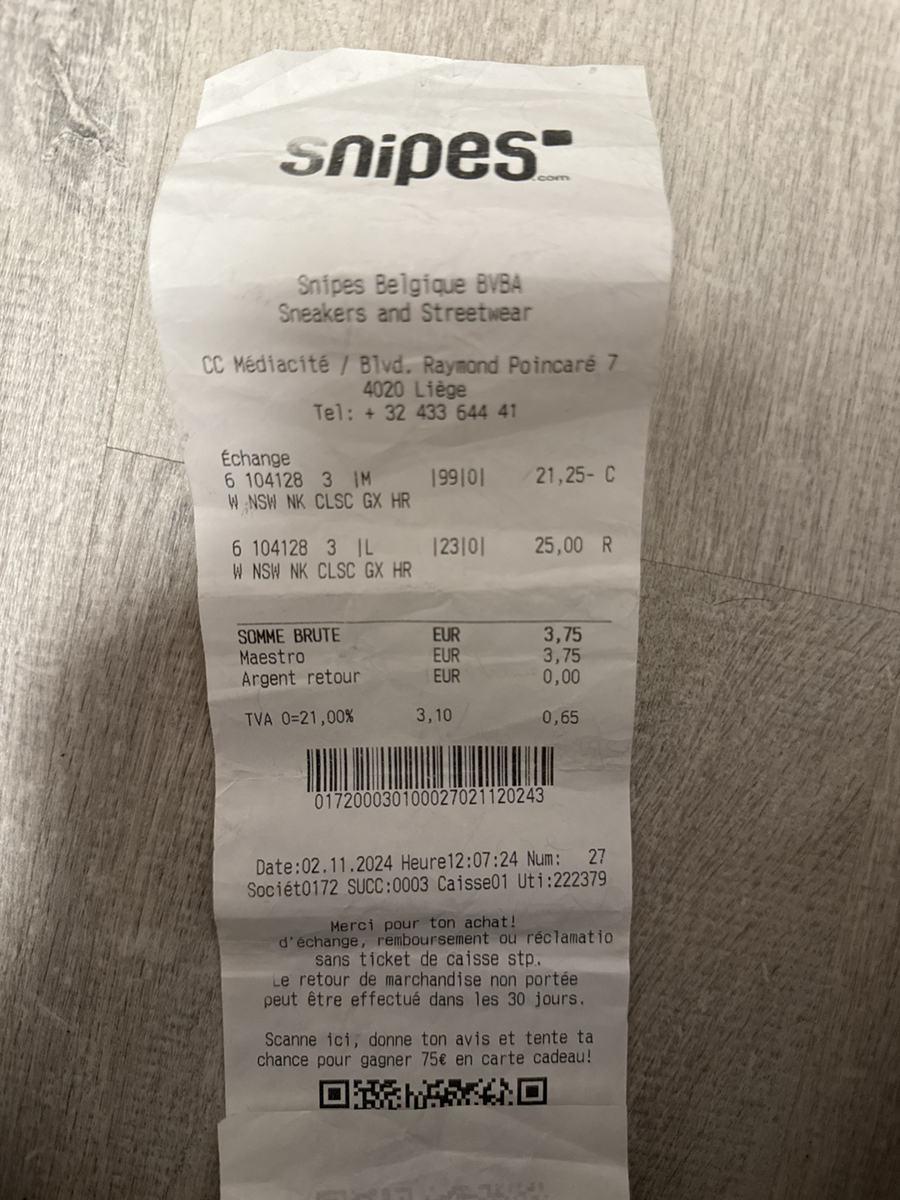 snipes
.com
Snipes Belgique BVBA
Sneakers and Streetwear
CC Médiacité / Blvd. Raymond Poincaré 7
4020 Liège
Tel: + 32 433 644 41
Échange
6 104128 3 |M |99|0| 21,25- C
W NSW NK CLSC GX HR
6 104128 3 |L |23|0| 25,00 R
W NSW NK CLSC GX HR
SOMME BRUTE EUR 3,75
Maestro EUR 3,75
Argent retour EUR 0,00
TVA 0=21,00% 3,10 0,65
017200030100027021120243
Date:02.11.2024 Heure12:07:24 Num: 27
Sociét0172 SUCC:0003 Caisse01 Uti:222379
Merci pour ton achat!
d'échange, remboursement ou réclamatio
sans ticket de caisse stp.
Le retour de marchandise non portée
peut être effectué dans les 30 jours.
Scanne ici, donne ton avis et tente ta
chance pour gagner 75€ en carte cadeau!